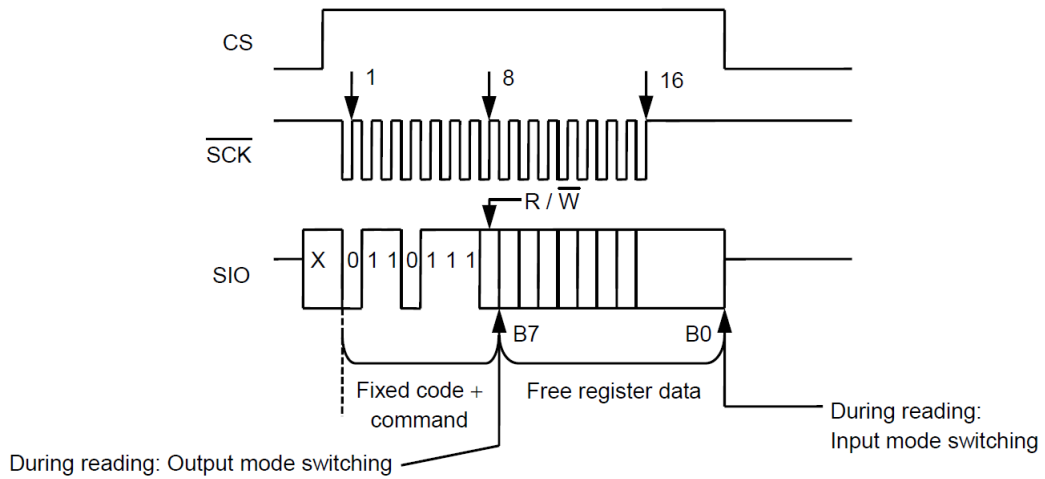 CS
1
8
16
SCK
R / W
SIO
X
0
1
1
0
1
1
1
B7
B0
Fixed code +
command
Free register data
During reading:
Input mode switching
During reading: Output mode switching